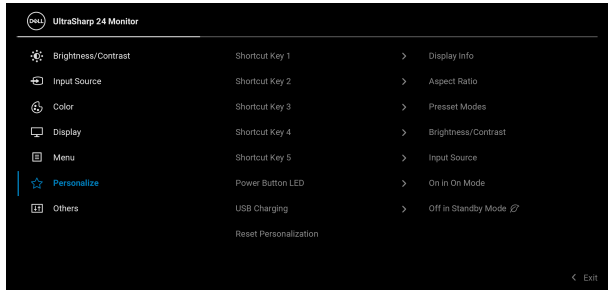 DELL UltraSharp 24 Monitor
Brightness/Contrast Shortcut Key 1 > Display Info
Input Source Shortcut Key 2 > Aspect Ratio
Color Shortcut Key 3 > Presset Modes
Display Shortcut Key 4 > Brightness/Contrast
Menu Shortcut Key 5 > Input Source
Personalize Power Button LED > On in On Mode
Others USB Charging > Off in Standby Mode
Reset Personalization
< Exit